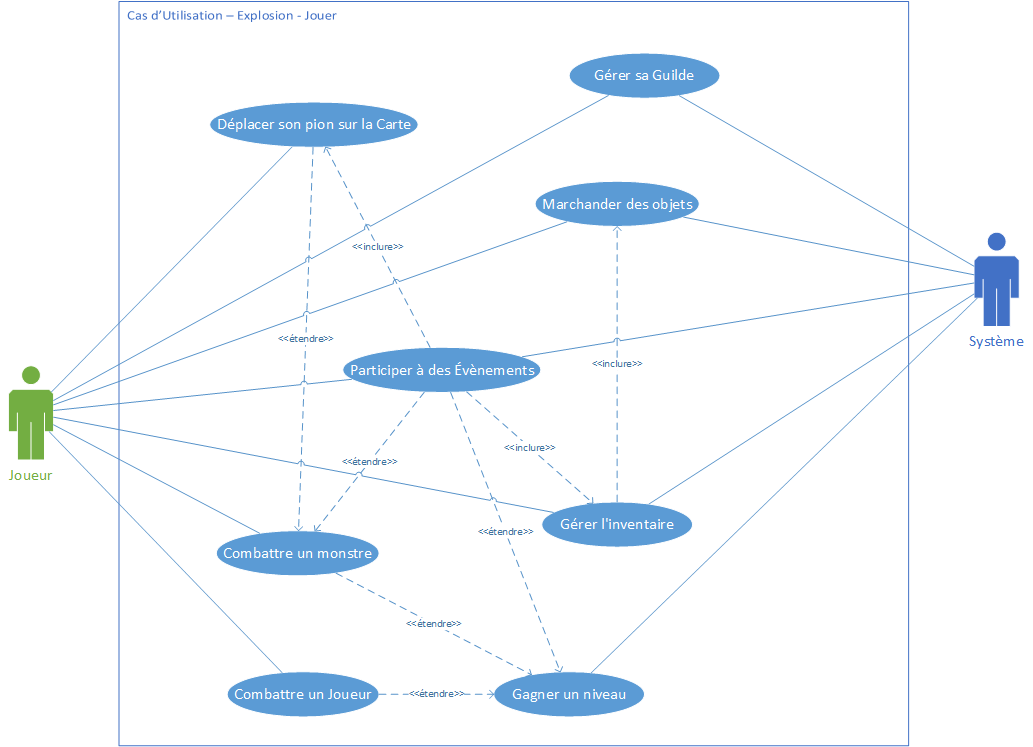 Cas d’Utilisation – Explosion - Jouer
Gérer sa Guilde
Déplacer son pion sur la Carte
Marchander des objets
<<inclure>>
<<étendre>>
Système
<<inclure>>
Participer à des Évènements
Joueur
<<inclure>>
<<étendre>>
Gérer l'inventaire
<<étendre>>
Combattre un monstre
<<étendre>>
Combattre un Joueur
<<étendre>>
Gagner un niveau